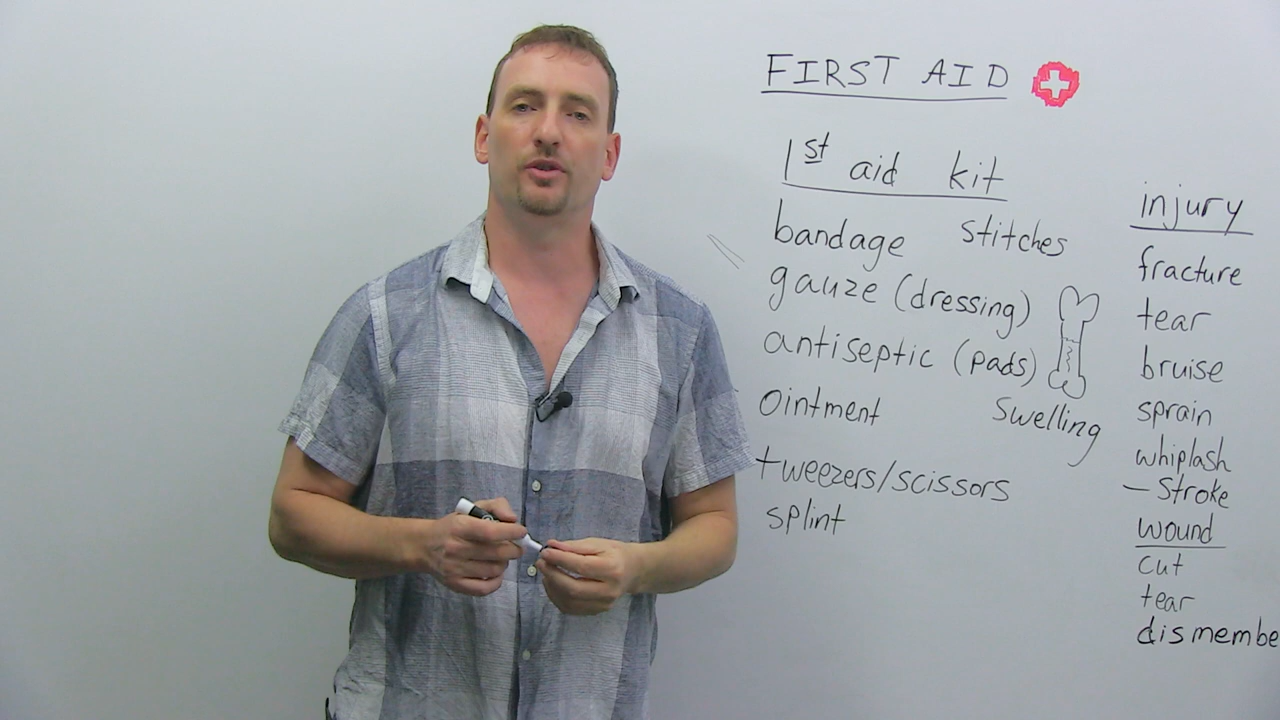 FIRST AID
1st aid kit
bandage stitches
gauze (dressing)
antiseptic (pads)
Ointment swelling
tweezers/scissors
splint
injury
fracture
tear
bruise
sprain
whiplash
- Stroke
wound
cut
tear
dismembe